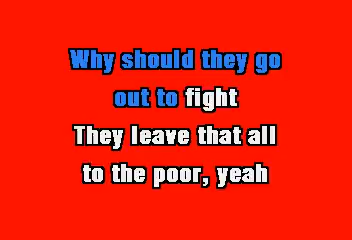 Why should they go
out to fight
They leave that all
to the poor, yeah